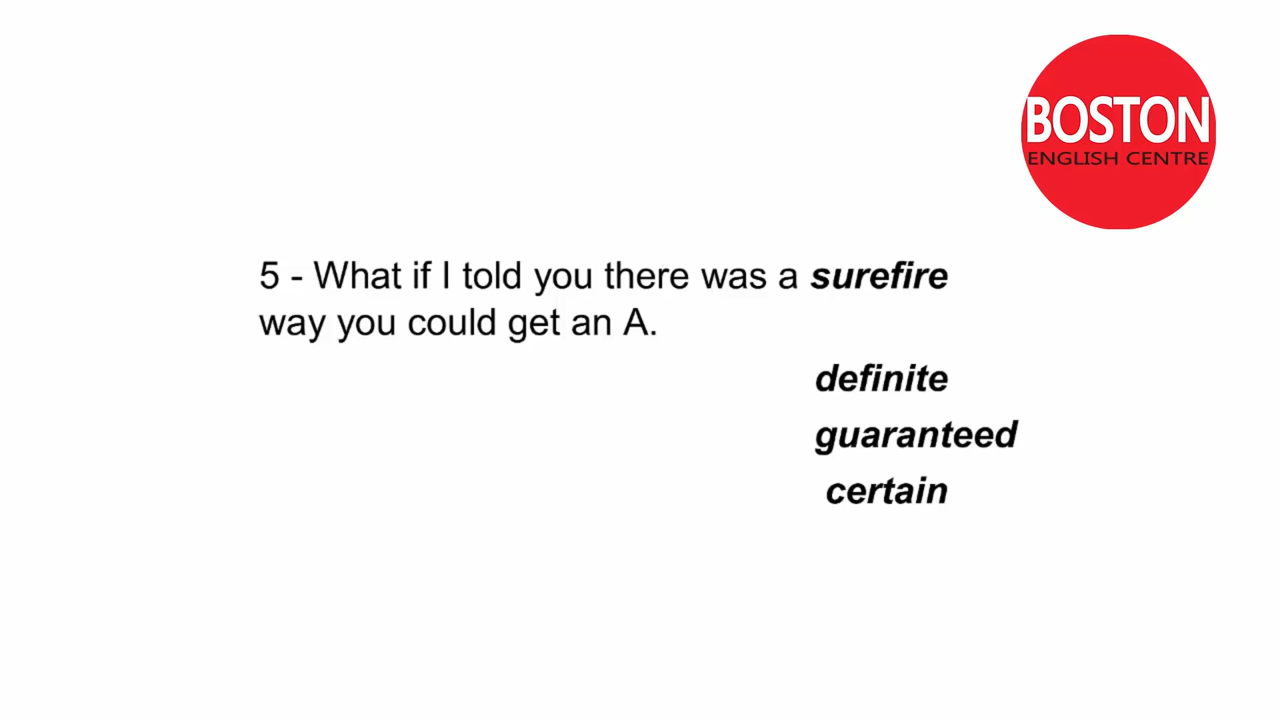 BOSTON
ENGLISH CENTRE
5 - What if I told you there was a surefire
way you could get an A.
definite
guaranteed
certain